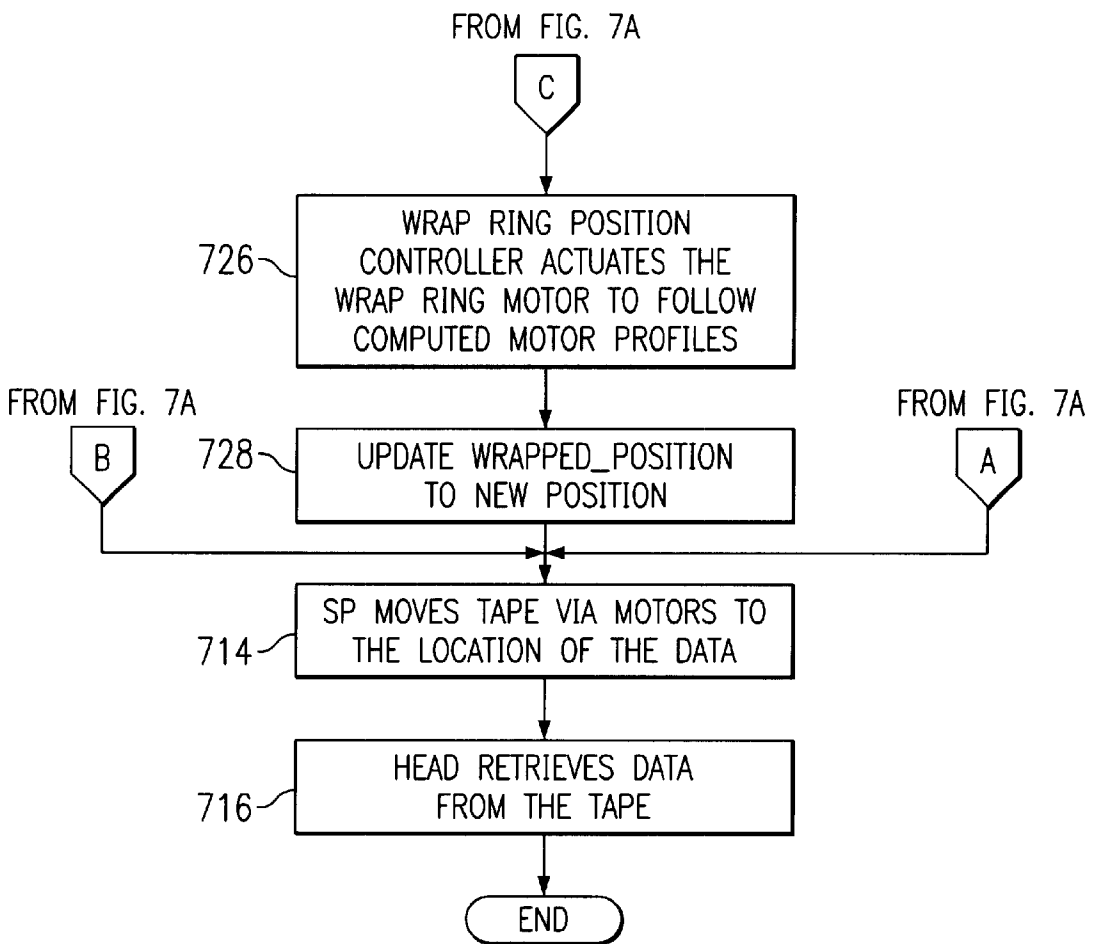 FROM FIG. 7A
C
726
WRAP RING POSITION
CONTROLLER ACTUATES THE
WRAP RING MOTOR TO FOLLOW
COMPUTED MOTOR PROFILES
FROM FIG. 7A
B
FROM FIG. 7A
A
728
UPDATE WRAPPED_POSITION
TO NEW POSITION
714
SP MOVES TAPE VIA MOTORS TO
THE LOCATION OF THE DATA
716
HEAD RETRIEVES DATA
FROM THE TAPE
END